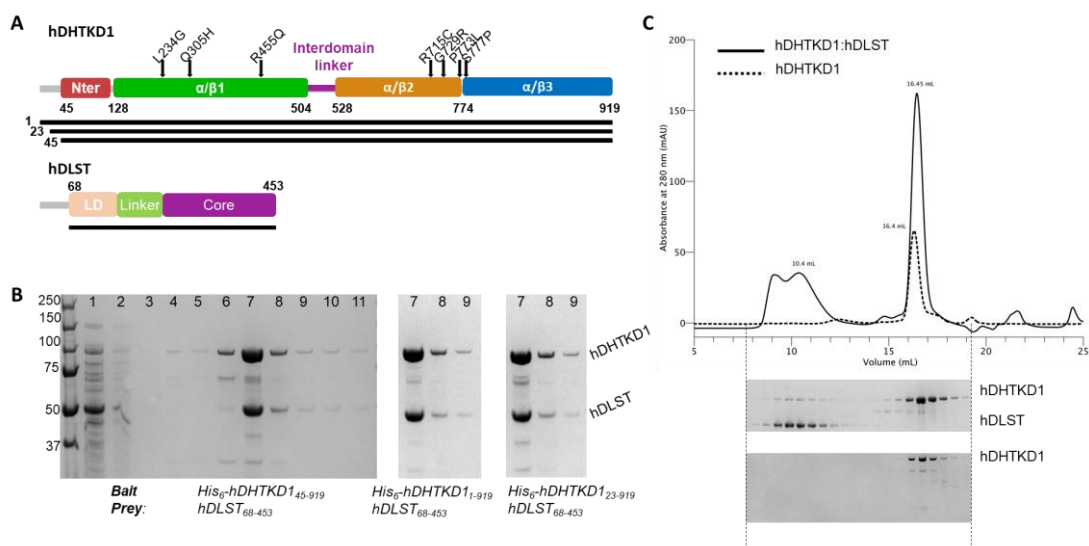 A
hDHTKD1
L234G
Q305H
R455Q
Interdomain
linker
R715C
G729R
P773L
S777P
Nter
α/β1
α/β2
α/β3
45
128
504
528
774
919
1
23
45
hDLST
68
453
LD
Linker
Core
B
250
150
100
75
50
37
1 2 3 4 5 6 7 8 9 10 11
7 8 9
7 8 9
hDHTKD1
hDLST
Bait His6-hDHTKD145-919 His6-hDHTKD11-919 His6-hDHTKD123-919
Prey: hDLST68-453 hDLST68-453 hDLST68-453
C
hDHTKD1:hDLST
hDHTKD1
200
150
100
50
0
Absorbance at 280 nm (mAU)
16.45 mL
16.4 mL
10.4 mL
5 10 15 20 25
Volume (mL)
hDHTKD1
hDLST
hDHTKD1